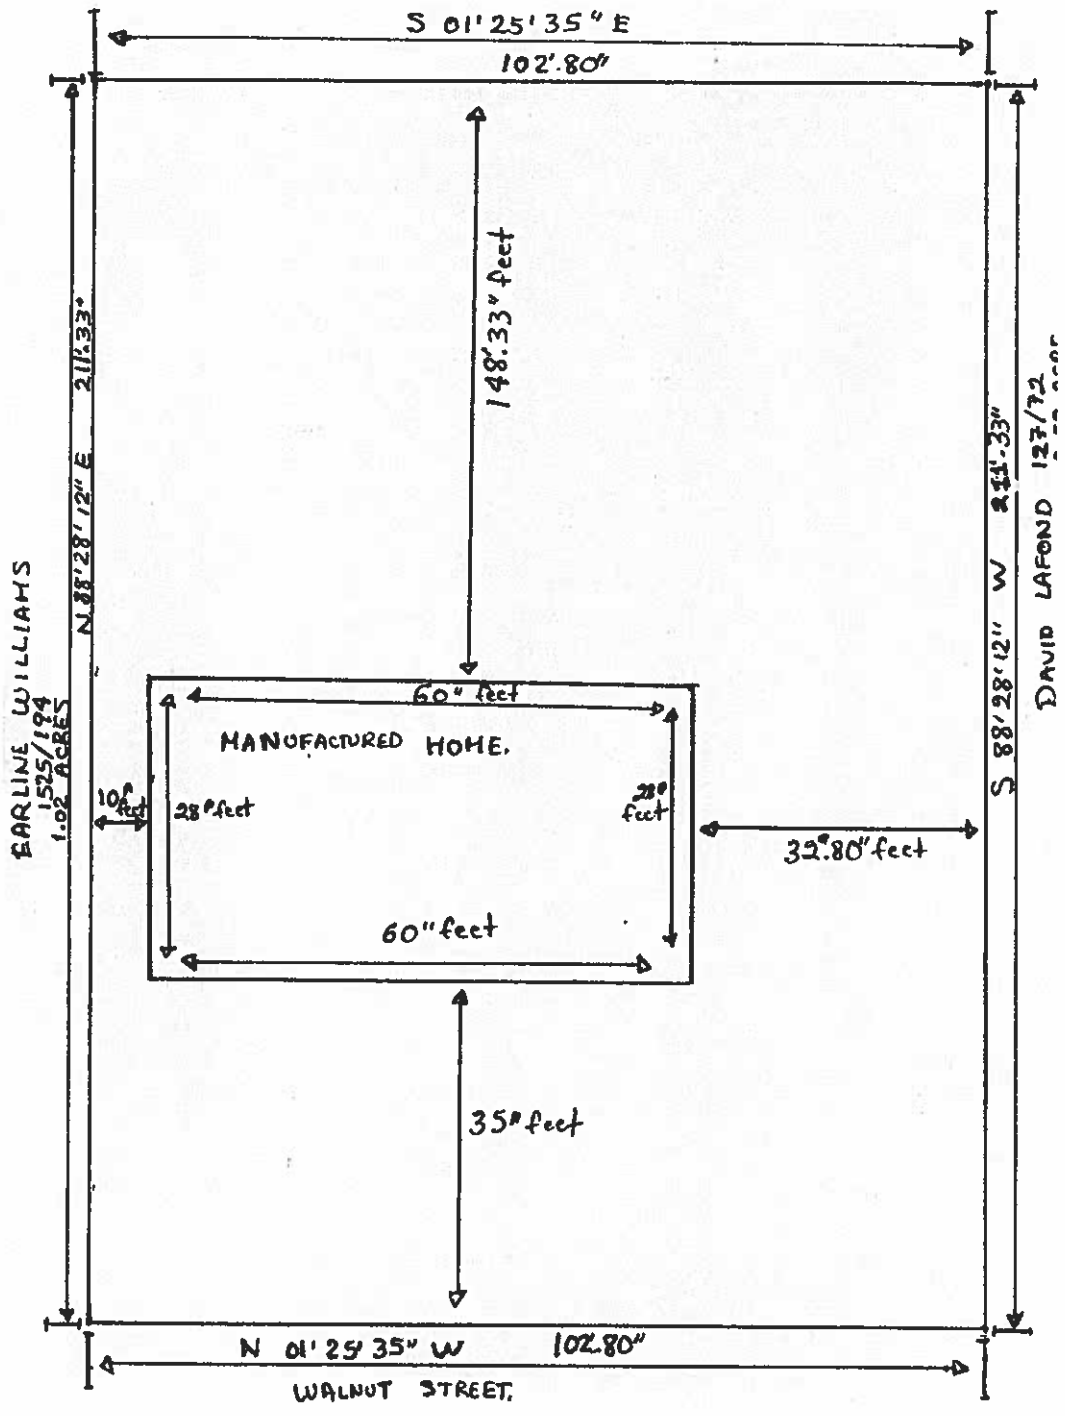 S 01' 25' 35" E
102'.80"
148'.33" feet
N 88' 28' 12" E 211'.33"
EARLINE WILLIAMS
1525/194
1.02 ACRES
S 88' 28' 12" W 211'-33"
DAVID LAFOND 127/72
60" feet
MANUFACTURED HOME.
10" feet
28" feet
28"
feet
32".80" feet
60" feet
35" feet
N 01' 25' 35" W 102.80"
WALNUT STREET.